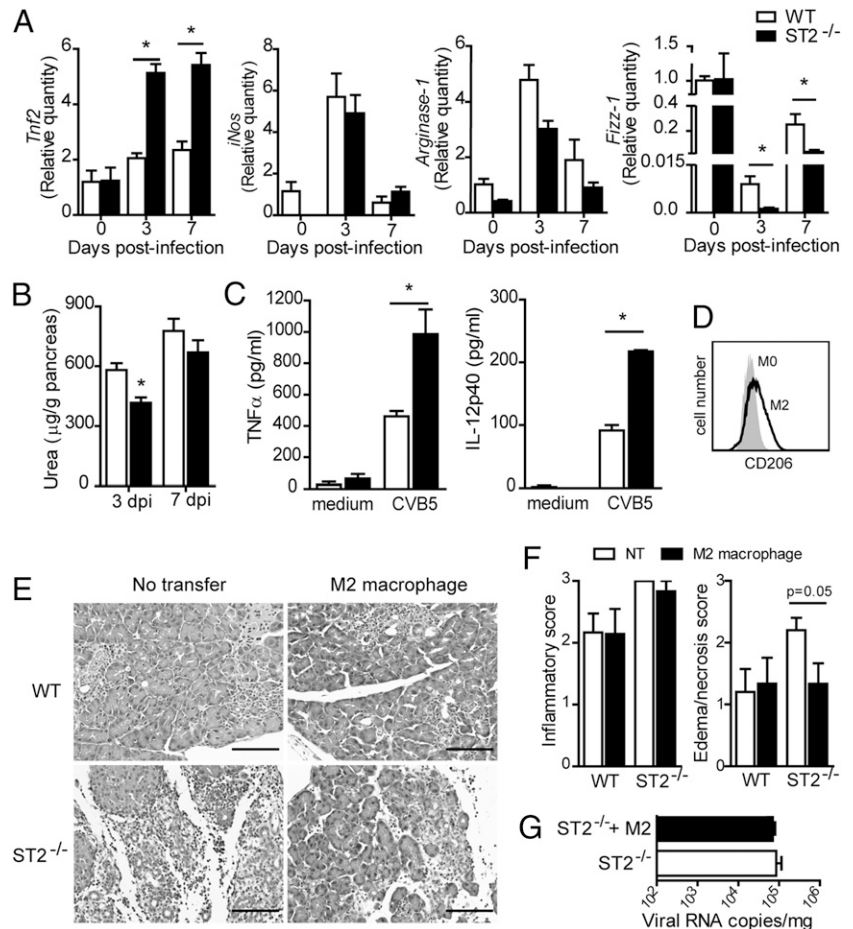 A
WT
ST2 -/-
Tnf2
(Relative quantity)
6
4
2
0
*
*
0 3 7
Days post-infection
iNos
(Relative quantity)
8
6
4
2
0
0 3 7
Days post-infection
Arginase-1
(Relative quantity)
6
4
2
0
0 3 7
Days post-infection
Fizz-1
(Relative quantity)
1.5
1.0
0.4
0.2
0.015
0.0
*
*
0 3 7
Days post-infection
B
Urea (μg/g pancreas)
900
600
300
0
*
3 dpi 7 dpi
C
TNFα (pg/ml)
1200
1000
800
600
400
200
0
*
medium CVB5
IL-12p40 (pg/ml)
300
200
100
0
*
medium CVB5
D
cell number
M0
M2
CD206
E
No transfer M2 macrophage
WT
ST2 -/-
F
NT M2 macrophage
Inflammatory score
3
2
1
0
WT ST2-/-
Edema/necrosis score
3
2
1
0
p=0.05
WT ST2-/-
G
ST2-/-+ M2
ST2-/-
10² 10³ 10⁴ 10⁵ 10⁶
Viral RNA copies/mg